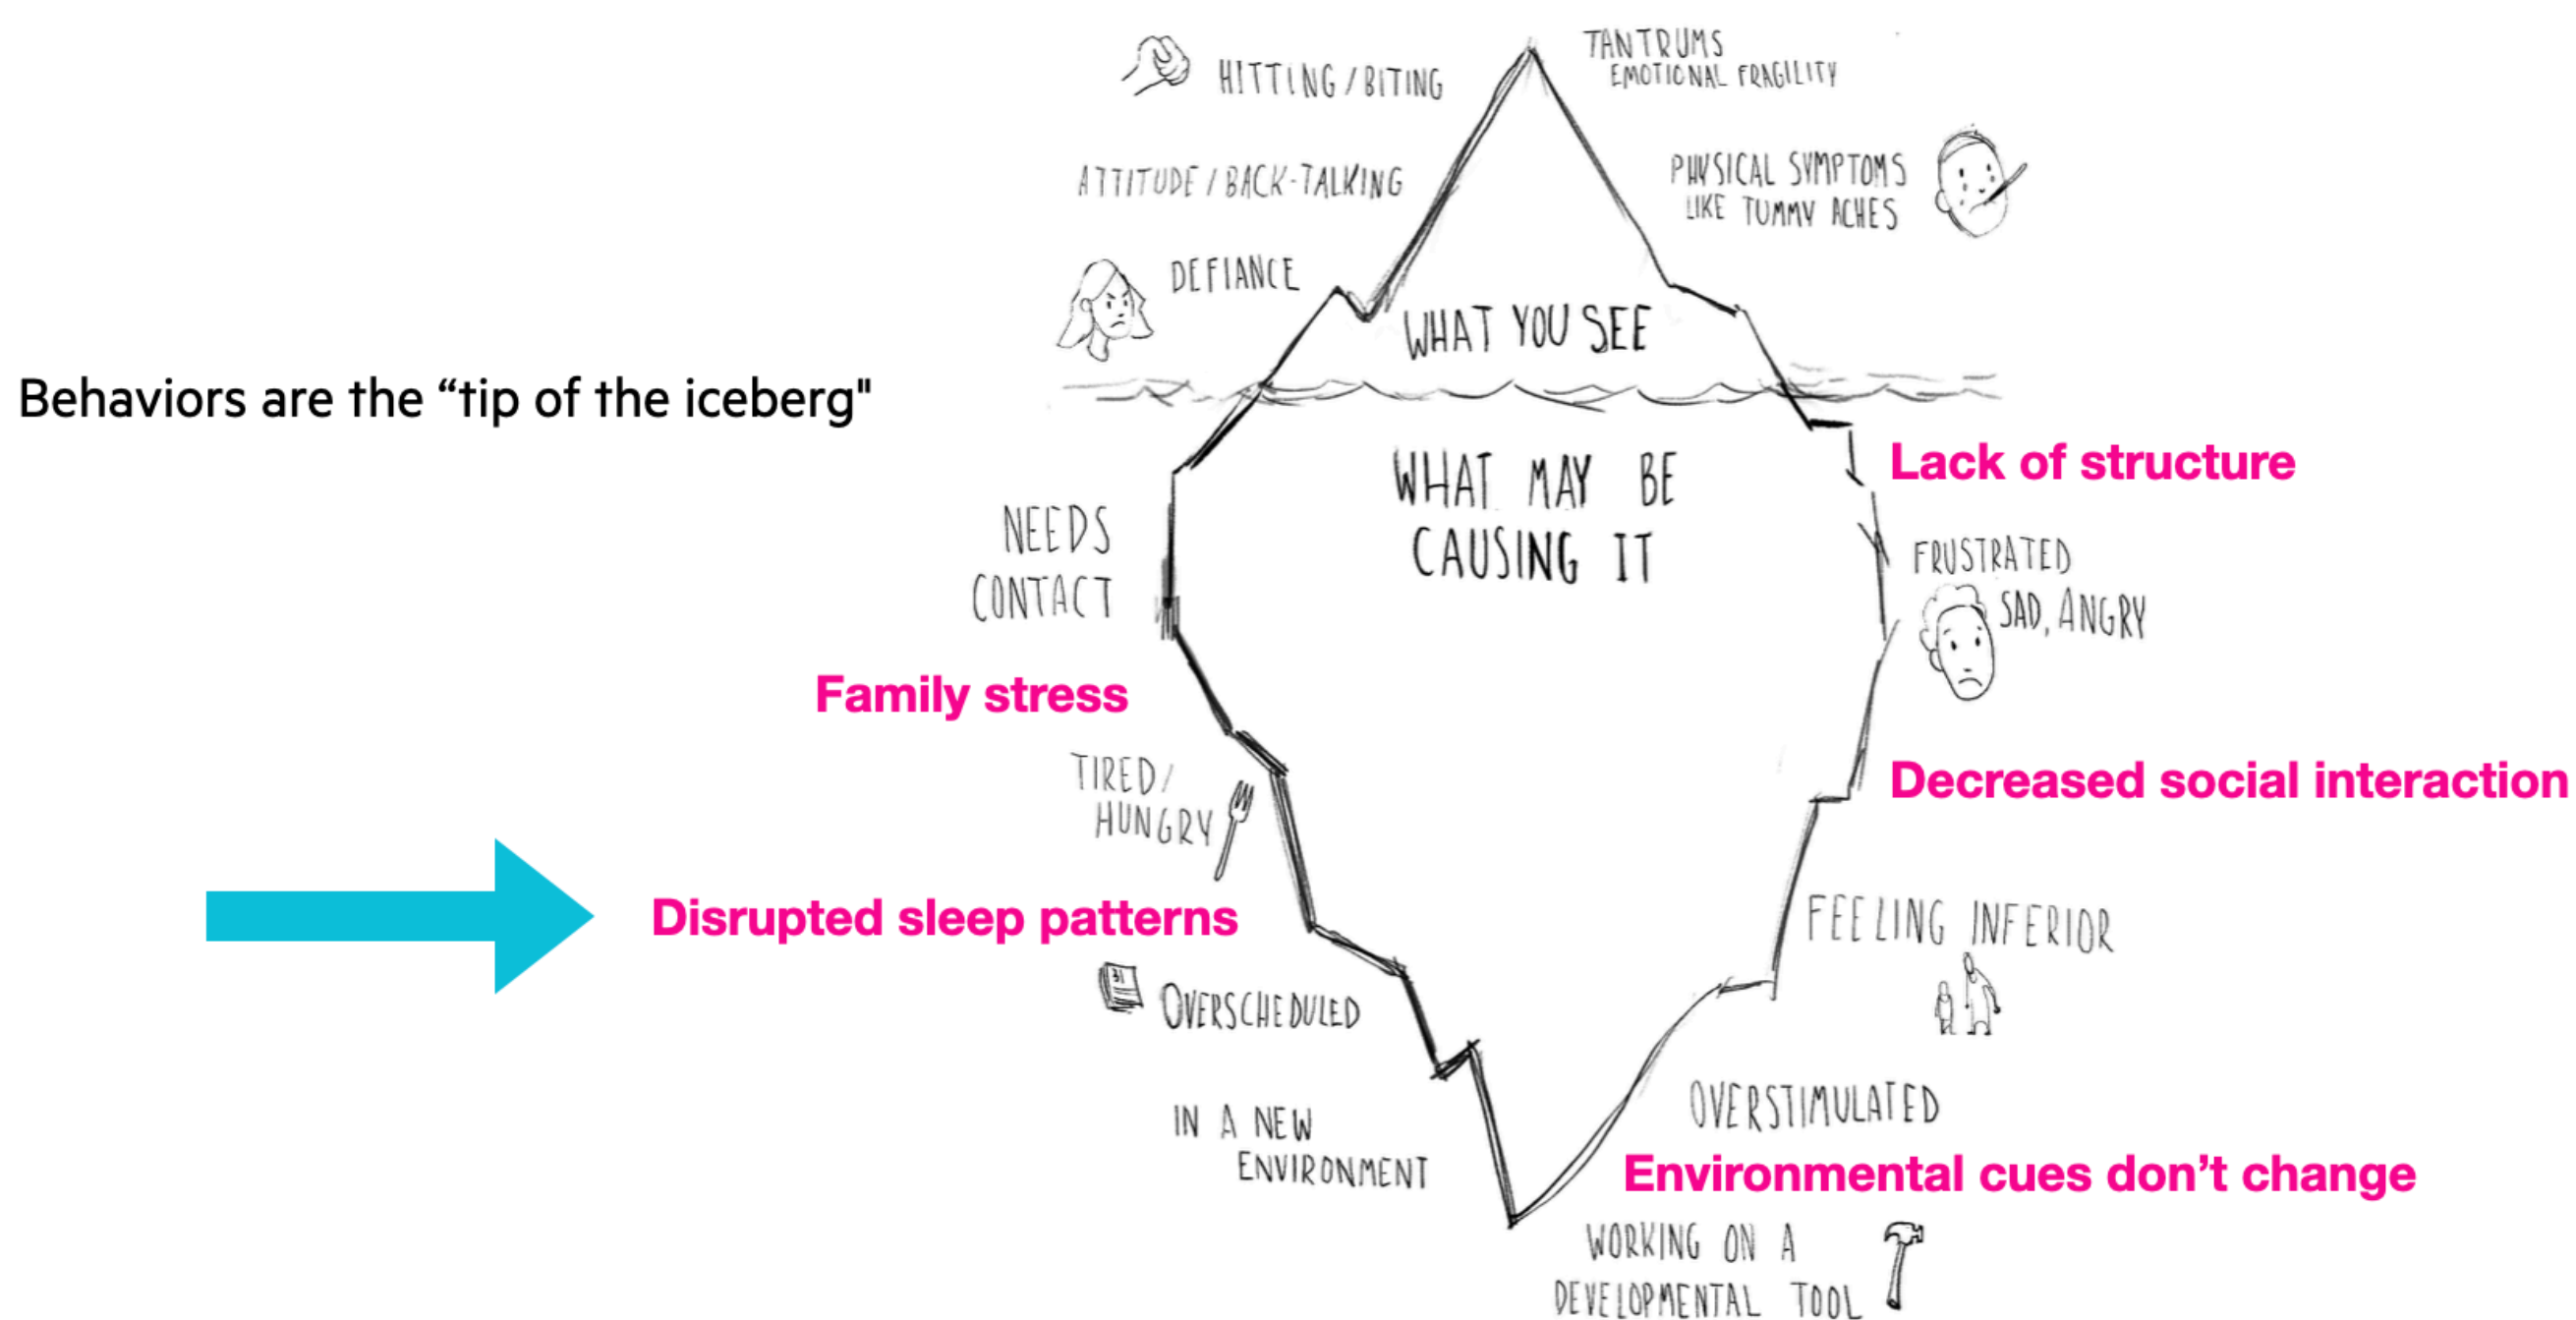 HITTING / BITING
TANTRUMS
EMOTIONAL FRAGILITY
ATTITUDE / BACK-TALKING
PHYSICAL SYMPTOMS
LIKE TUMMY ACHES
DEFIANCE
WHAT YOU SEE
Behaviors are the “tip of the iceberg"
WHAT MAY BE
CAUSING IT
Lack of structure
NEEDS
CONTACT
FRUSTRATED
SAD, ANGRY
Family stress
TIRED/
HUNGRY
Decreased social interaction
Disrupted sleep patterns
FEELING INFERIOR
31
OVERSCHEDULED
IN A NEW
ENVIRONMENT
OVERSTIMULATED
Environmental cues don’t change
WORKING ON A
DEVELOPMENTAL TOOL